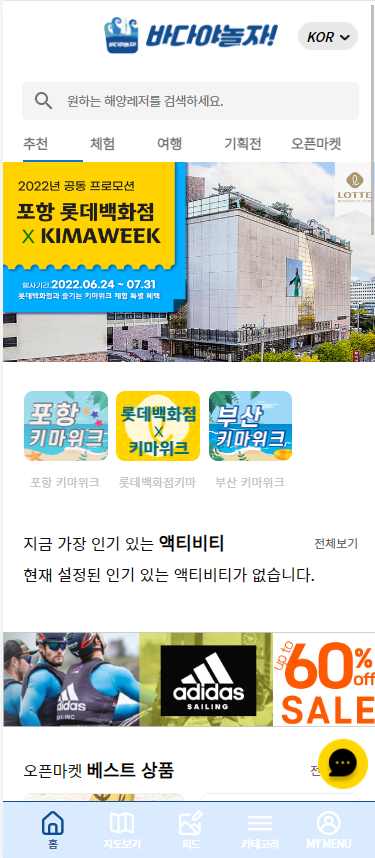 바다야놀자!
KOR
원하는 해양레저를 검색하세요.
추천 체험 여행 기획전 오픈마켓
2022년 공동 프로모션
포항 롯데백화점
X KIMAWEEK
행사기간 2022.06.24 ~ 07.31
롯데백화점과 즐기는 키마위크 체험 특별 혜택
LOTTE
포항
키마위크
롯데백화점
X
키마위크
부산
키마위크
포항 키마위크 롯데백화점키마 부산 키마위크
지금 가장 인기 있는 액티비티 전체보기
현재 설정된 인기 있는 액티비티가 없습니다.
adidas
SAILING
up to
60% off
SALE
오픈마켓 베스트 상품
홈 지도보기 피드 카테고리 MY MENU